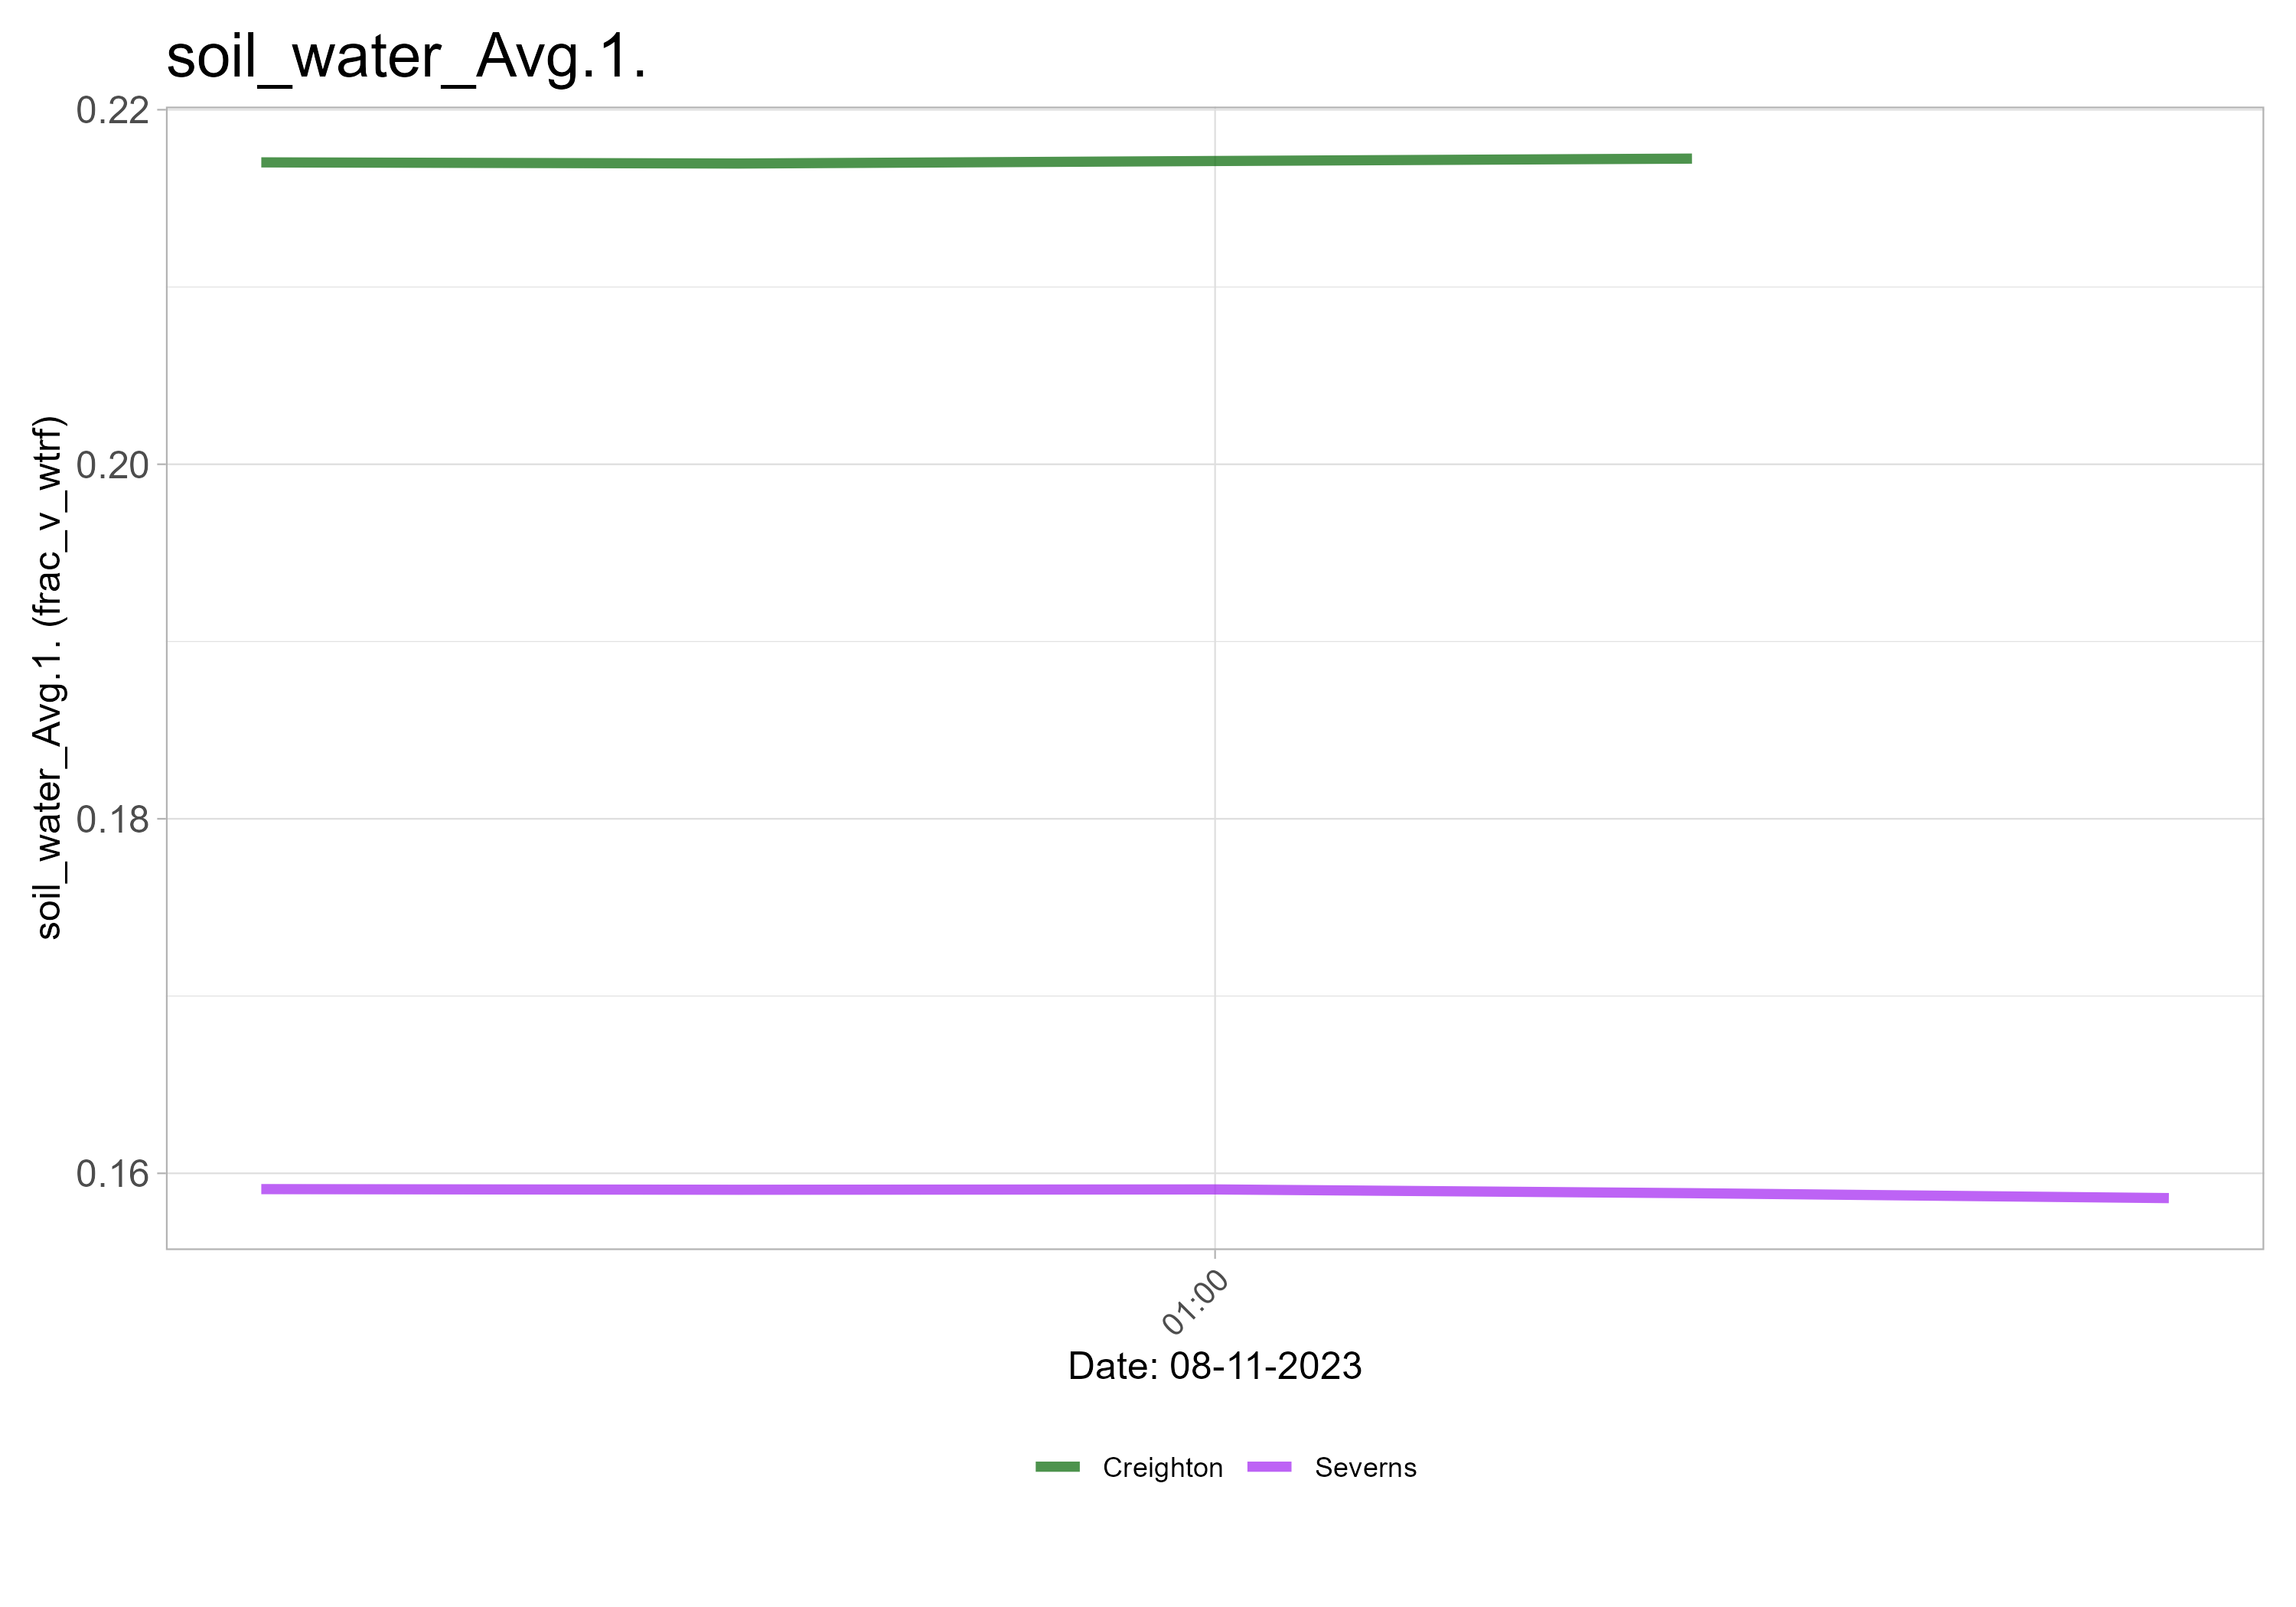 soil_water_Avg.1.
0.22
0.20
0.18
0.16
soil_water_Avg.1. (frac_v_wtrf)
01:00
Date: 08-11-2023
Creighton Severns